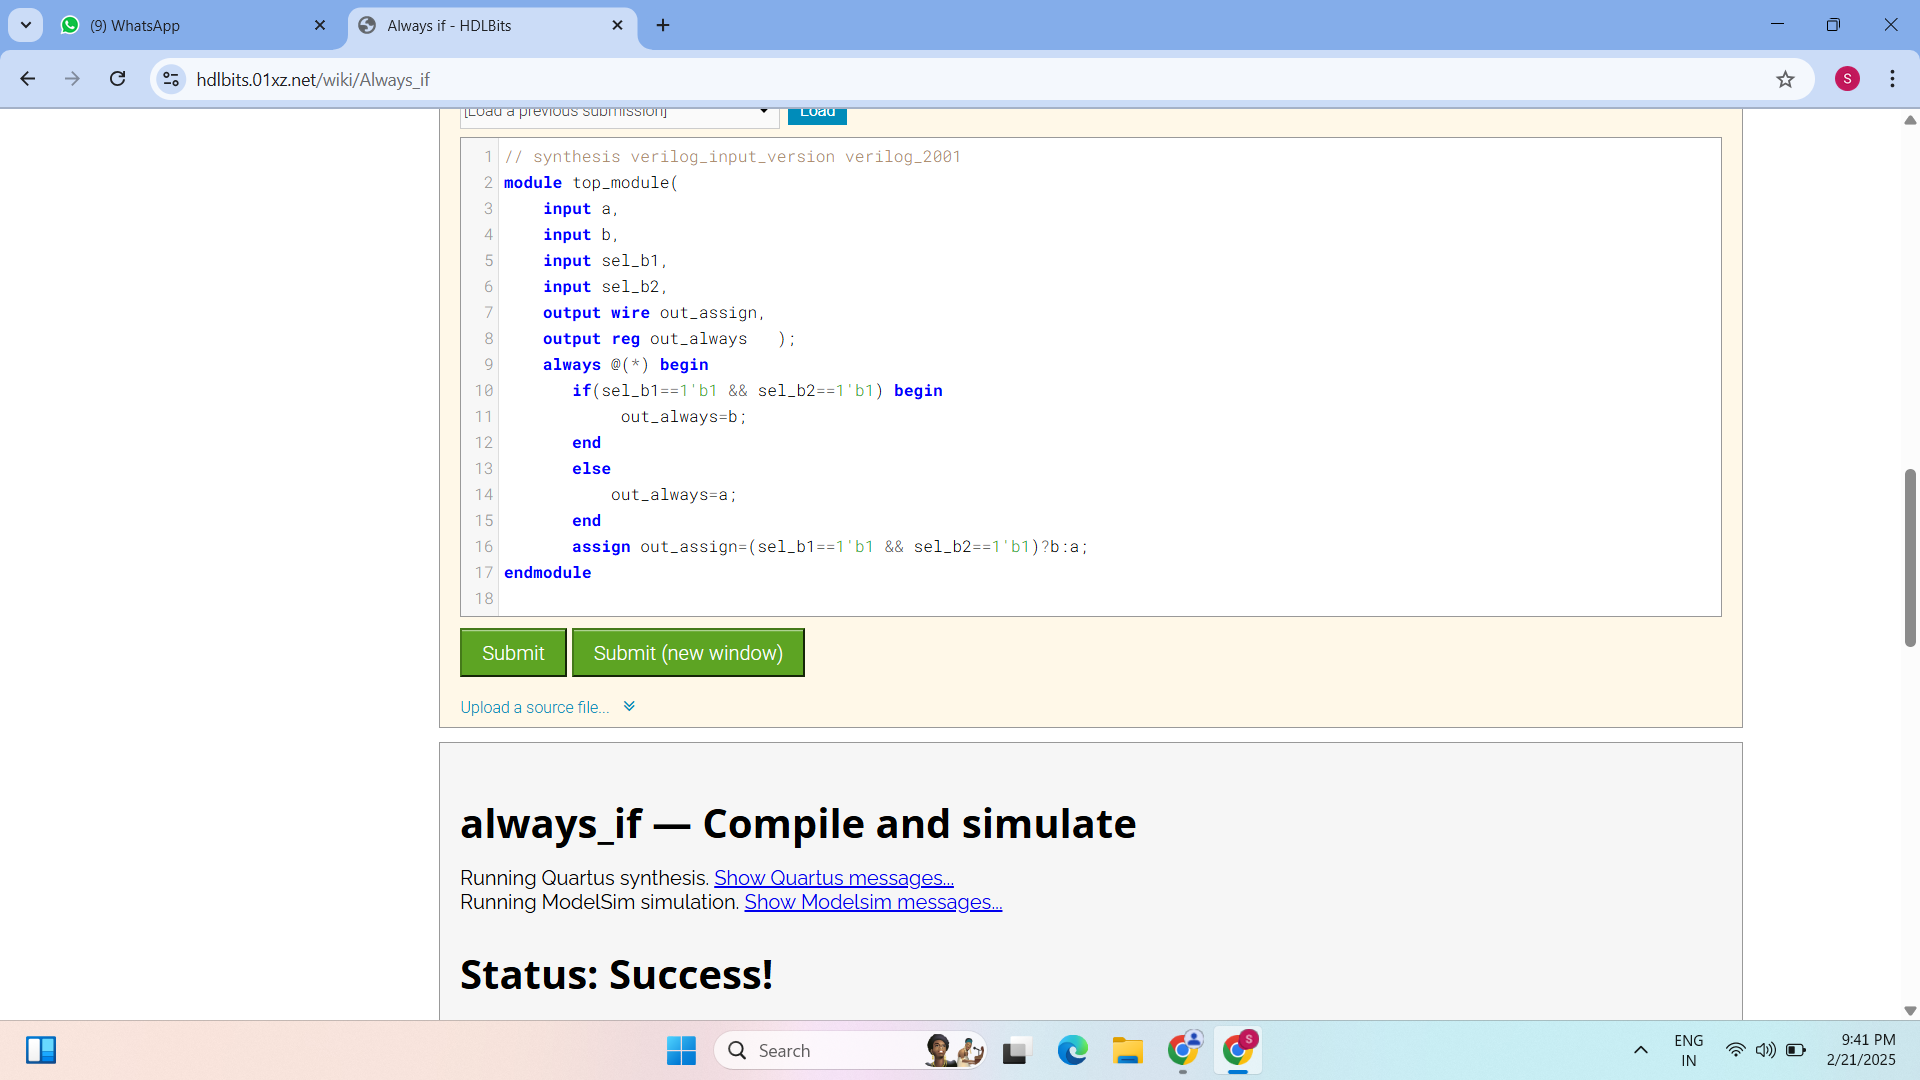 (9) WhatsApp
Always if - HDLBits
hdlbits.01xz.net/wiki/Always_if
S
[Load a previous submission]
Load
1 // synthesis verilog_input_version verilog_2001
2 module top_module(
3 input a,
4 input b,
5 input sel_b1,
6 input sel_b2,
7 output wire out_assign,
8 output reg out_always );
9 always @(*) begin
10 if(sel_b1==1'b1 && sel_b2==1'b1) begin
11 out_always=b;
12 end
13 else
14 out_always=a;
15 end
16 assign out_assign=(sel_b1==1'b1 && sel_b2==1'b1)?b:a;
17 endmodule
18
Submit
Submit (new window)
Upload a source file...
always_if — Compile and simulate
Running Quartus synthesis. Show Quartus messages...
Running ModelSim simulation. Show Modelsim messages...
Status: Success!
Search
S
ENG
IN
9:41 PM
2/21/2025